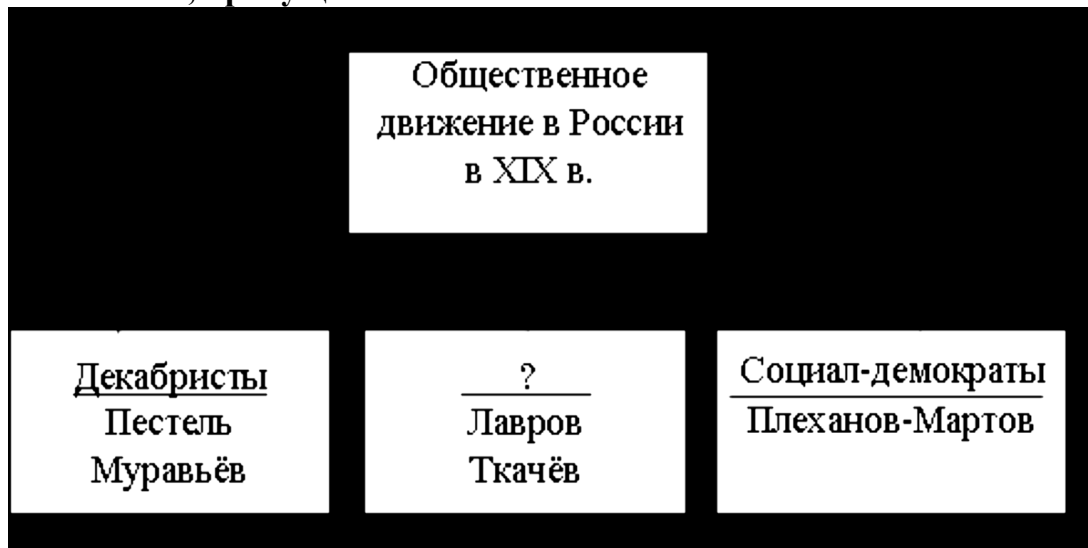 Общественное
движение в России
в XIX в.
Декабристы
Пестель
Муравьёв
?
Лавров
Ткачёв
Социал-демократы
Плеханов-Мартов